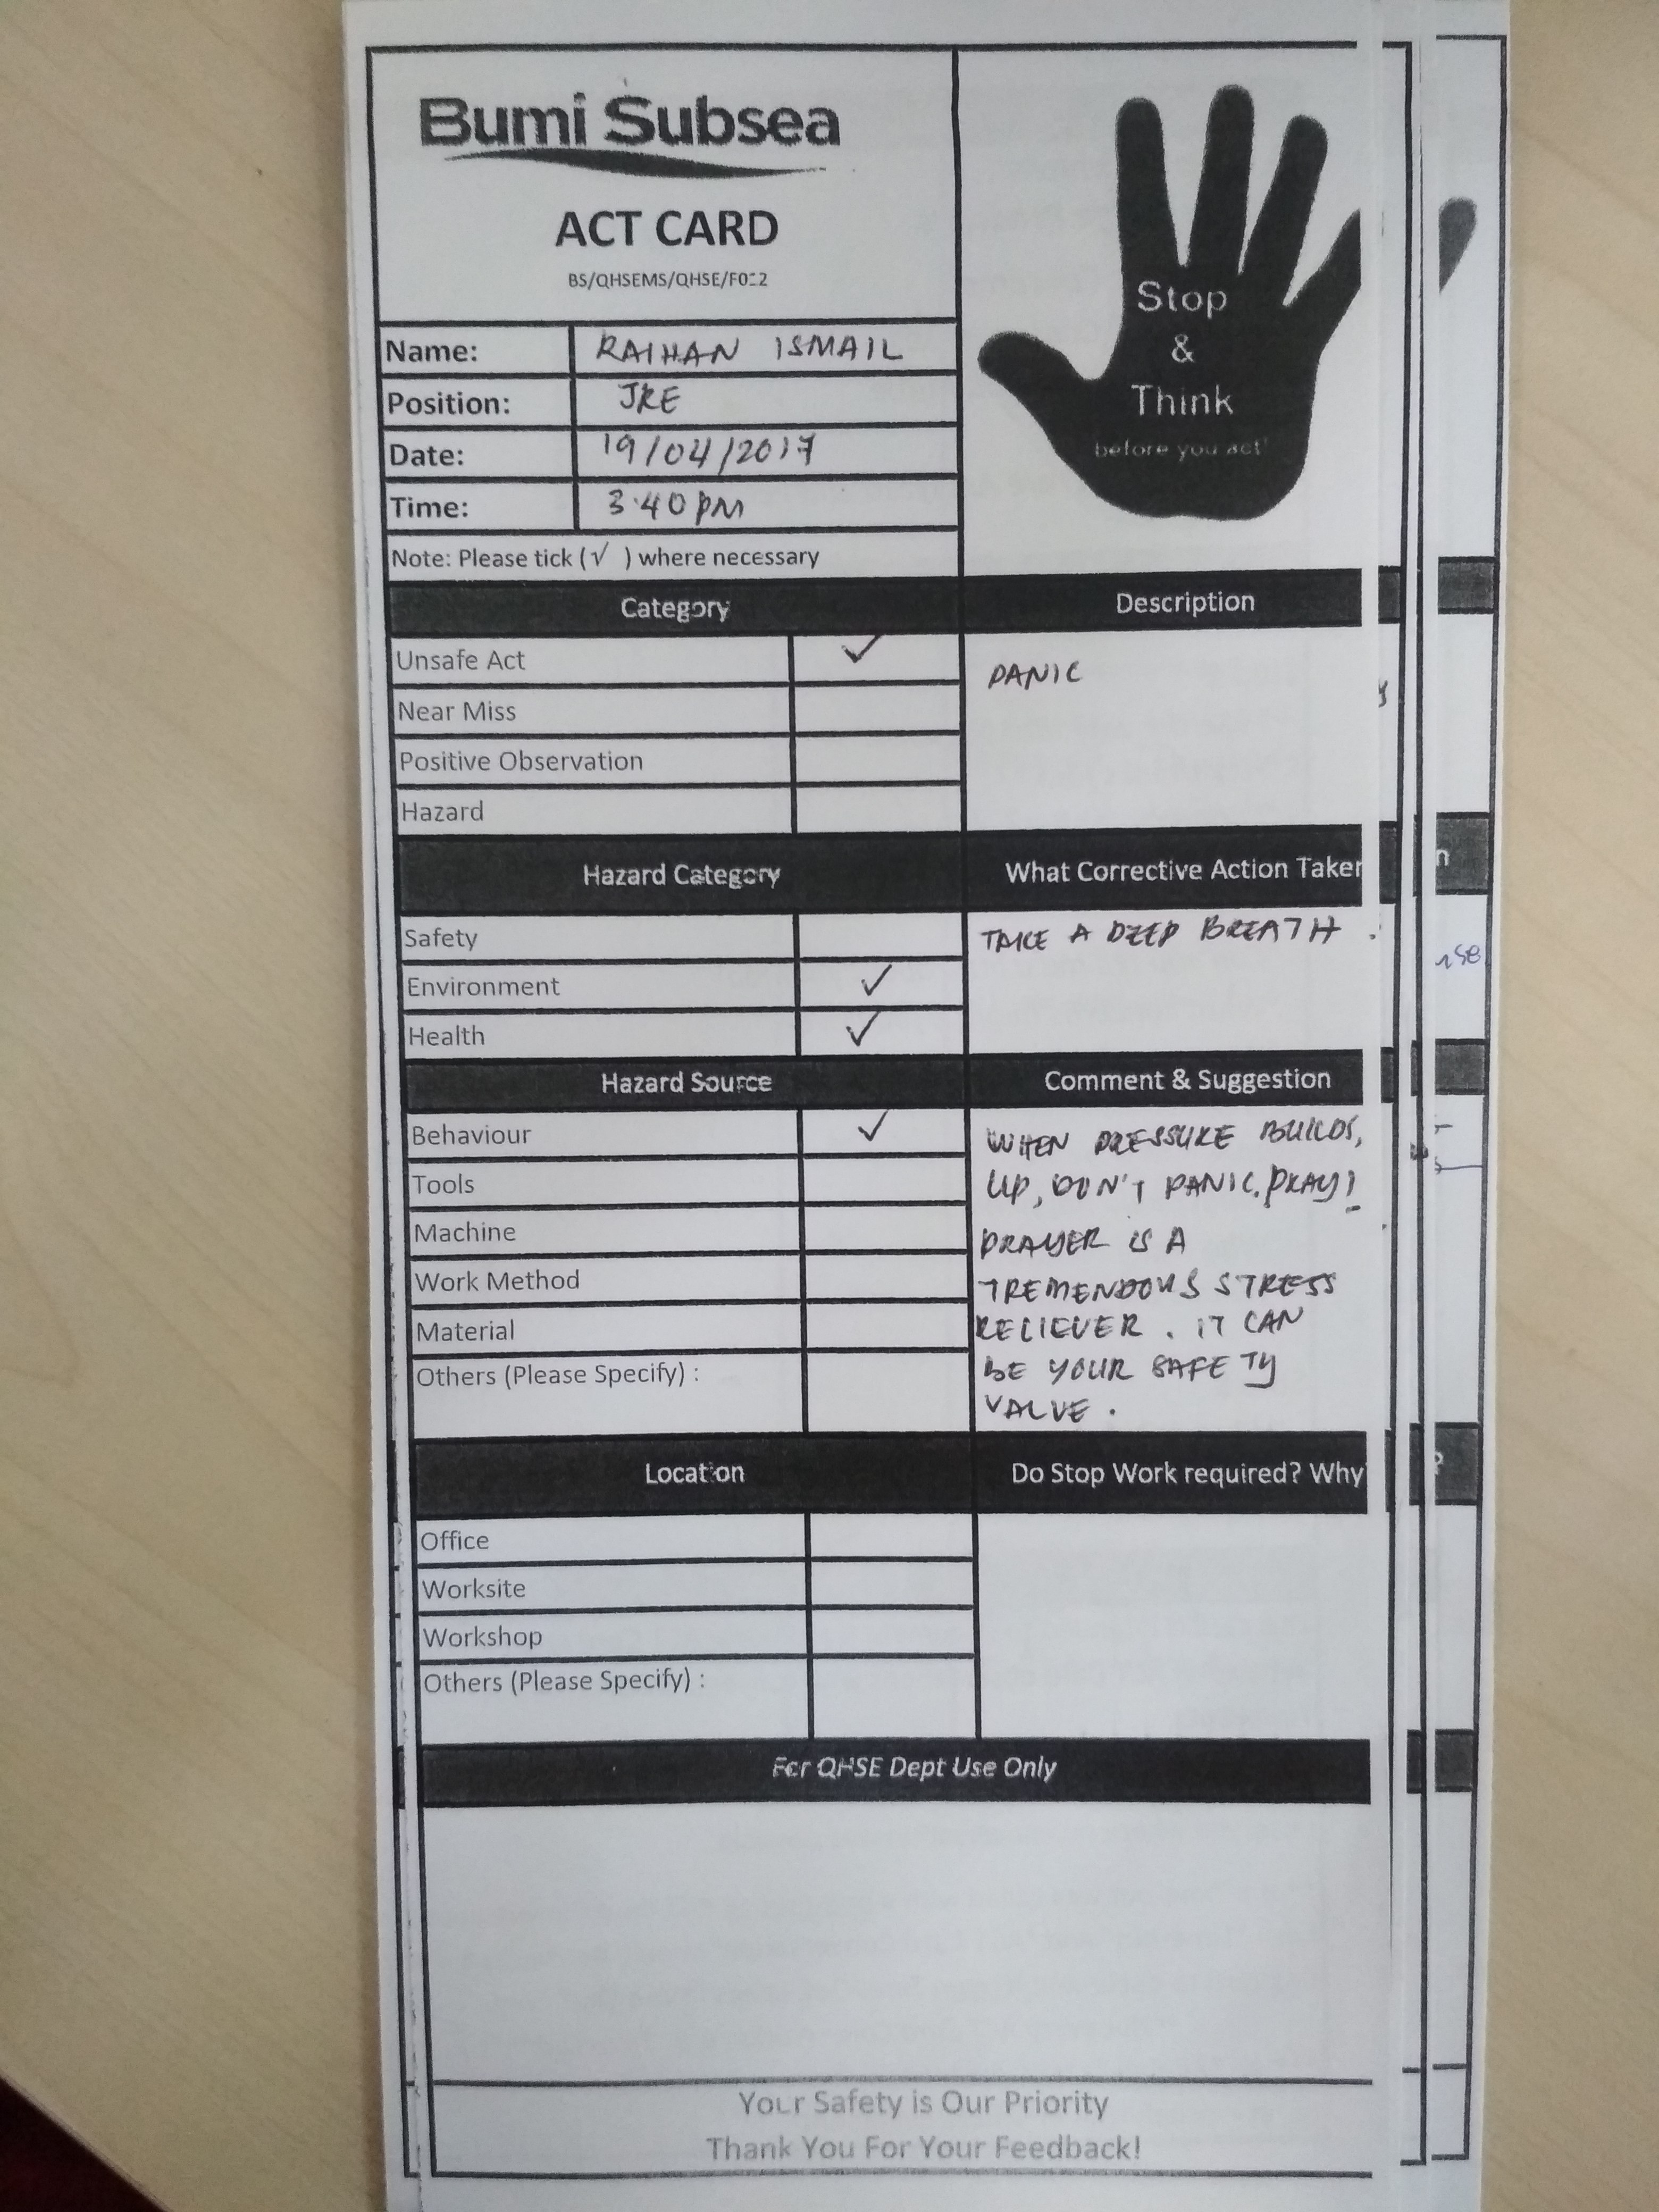 Bumi Subsea
ACT CARD
BS/QHSEMS/QHSE/F022
Stop
&
Think
before you act!
Name: RAIHAN ISMAIL
Position: JRE
Date: 19/04/2017
Time: 3.40 PM
Note: Please tick (√ ) where necessary
Category
Unsafe Act ✓
Near Miss
Positive Observation
Hazard
Description
PANIC
Hazard Category
Safety
Environment ✓
Health ✓
What Corrective Action Taken
TAKE A DEEP BREATH .
Hazard Source
Behaviour ✓
Tools
Machine
Work Method
Material
Others (Please Specify) :
Comment & Suggestion
WHEN PRESSURE BUILDS,
UP, DON'T PANIC. PRAY!
PRAYER IS A
TREMENDOUS STRESS
RELIEVER . IT CAN
BE YOUR SAFETY
VALVE .
Location
Office
Worksite
Workshop
Others (Please Specify) :
Do Stop Work required? Why
For QHSE Dept Use Only
Your Safety is Our Priority
Thank You For Your Feedback!